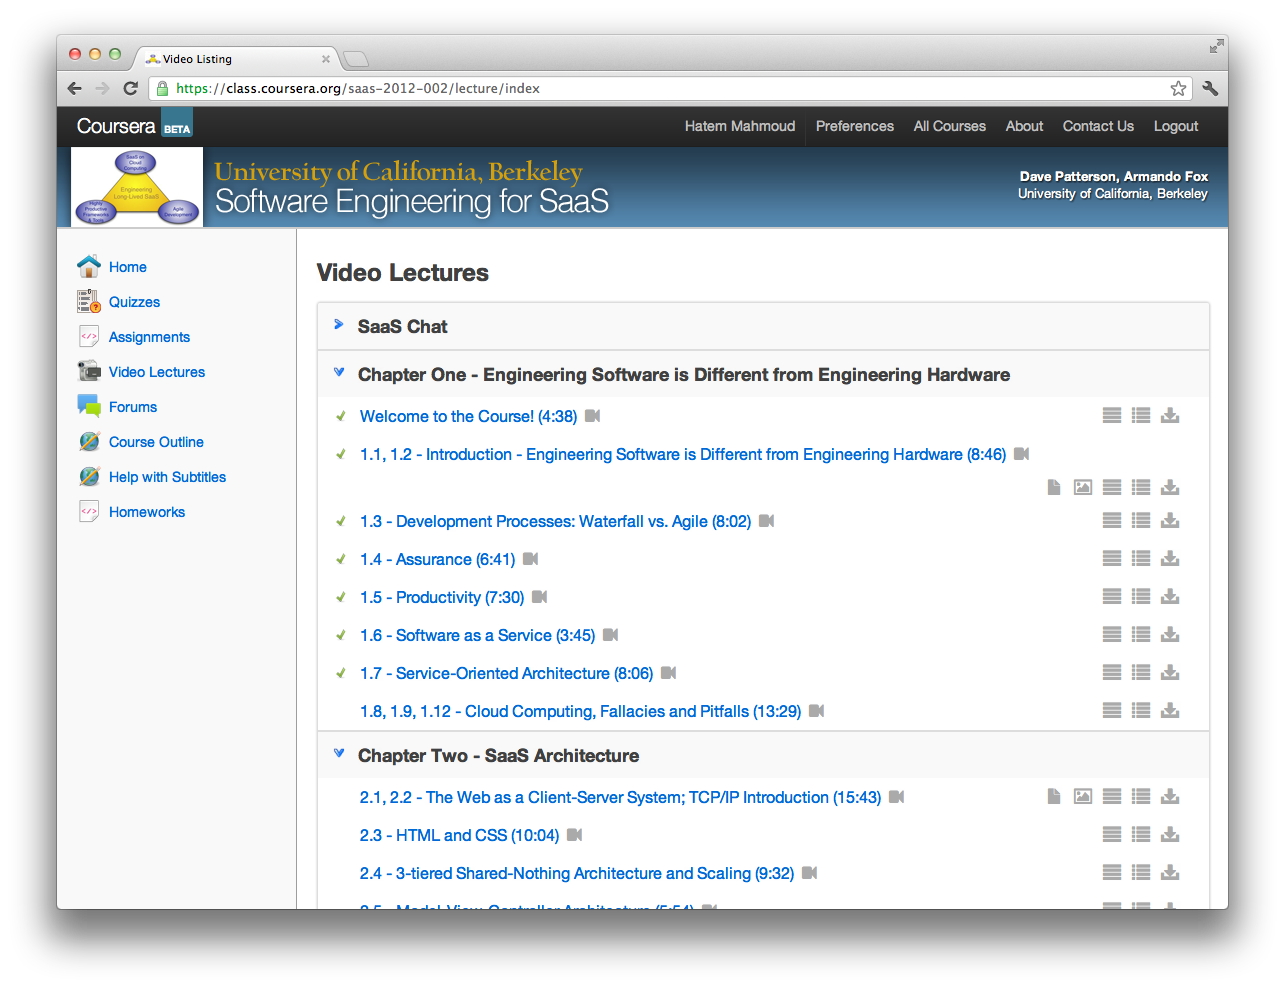 Video Listing
https://class.coursera.org/saas-2012-002/lecture/index
Coursera BETA
Hatem Mahmoud Preferences All Courses About Contact Us Logout
SaaS on
Cloud
Computing
Engineering
Long-Lived SaaS
Highly
Productive
Frameworks
& Tools
Agile
Development
University of California, Berkeley
Software Engineering for SaaS
Dave Patterson, Armando Fox
University of California, Berkeley
Home
Quizzes
Assignments
Video Lectures
Forums
Course Outline
Help with Subtitles
Homeworks
Video Lectures
SaaS Chat
Chapter One - Engineering Software is Different from Engineering Hardware
Welcome to the Course! (4:38)
1.1, 1.2 - Introduction - Engineering Software is Different from Engineering Hardware (8:46)
1.3 - Development Processes: Waterfall vs. Agile (8:02)
1.4 - Assurance (6:41)
1.5 - Productivity (7:30)
1.6 - Software as a Service (3:45)
1.7 - Service-Oriented Architecture (8:06)
1.8, 1.9, 1.12 - Cloud Computing, Fallacies and Pitfalls (13:29)
Chapter Two - SaaS Architecture
2.1, 2.2 - The Web as a Client-Server System; TCP/IP Introduction (15:43)
2.3 - HTML and CSS (10:04)
2.4 - 3-tiered Shared-Nothing Architecture and Scaling (9:32)
2.5 - Model-View-Controller Architecture (5:54)